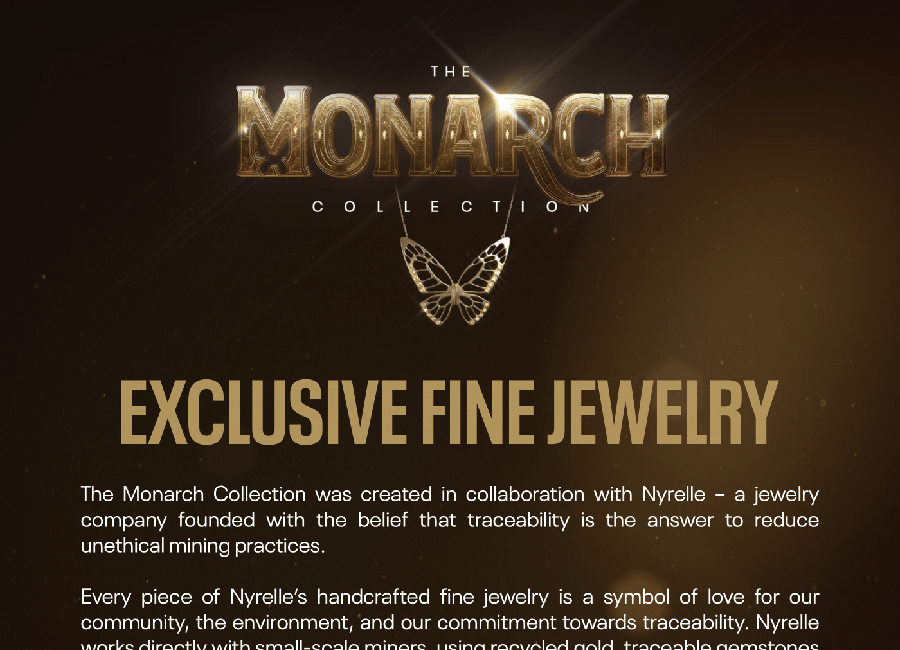 THE
MONARCH
COLLECTION
EXCLUSIVE FINE JEWELRY
The Monarch Collection was created in collaboration with Nyrelle – a jewelry
company founded with the belief that traceability is the answer to reduce
unethical mining practices.
Every piece of Nyrelle’s handcrafted fine jewelry is a symbol of love for our
community, the environment, and our commitment towards traceability. Nyrelle
works directly with small-scale miners, using recycled gold, traceable gemstones